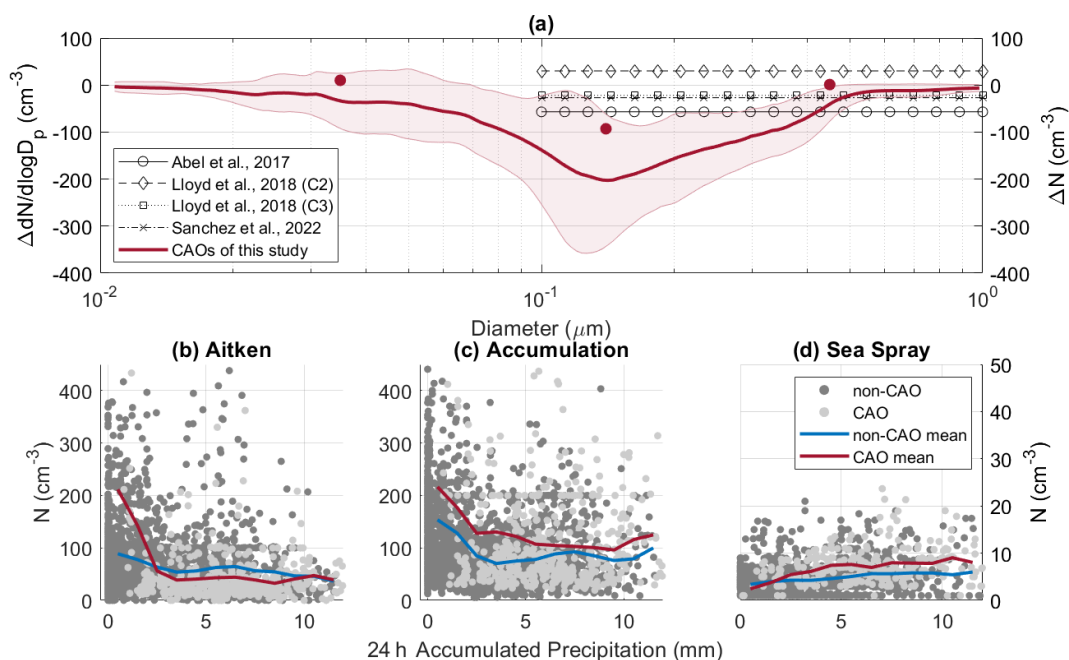 (a)
100
0
-100
-200
-300
-400
ΔdN/dlogDp (cm-3)
100
0
-100
-200
-300
-400
ΔN (cm-3)
Abel et al., 2017
Lloyd et al., 2018 (C2)
Lloyd et al., 2018 (C3)
Sanchez et al., 2022
CAOs of this study
10-2
10-1
100
Diameter (μm)
(b) Aitken
(c) Accumulation
(d) Sea Spray
400
300
200
100
0
N (cm-3)
0 5 10
400
300
200
100
0
0 5 10
non-CAO
CAO
non-CAO mean
CAO mean
50
40
30
20
10
0
N (cm-3)
0 5 10
24 h Accumulated Precipitation (mm)